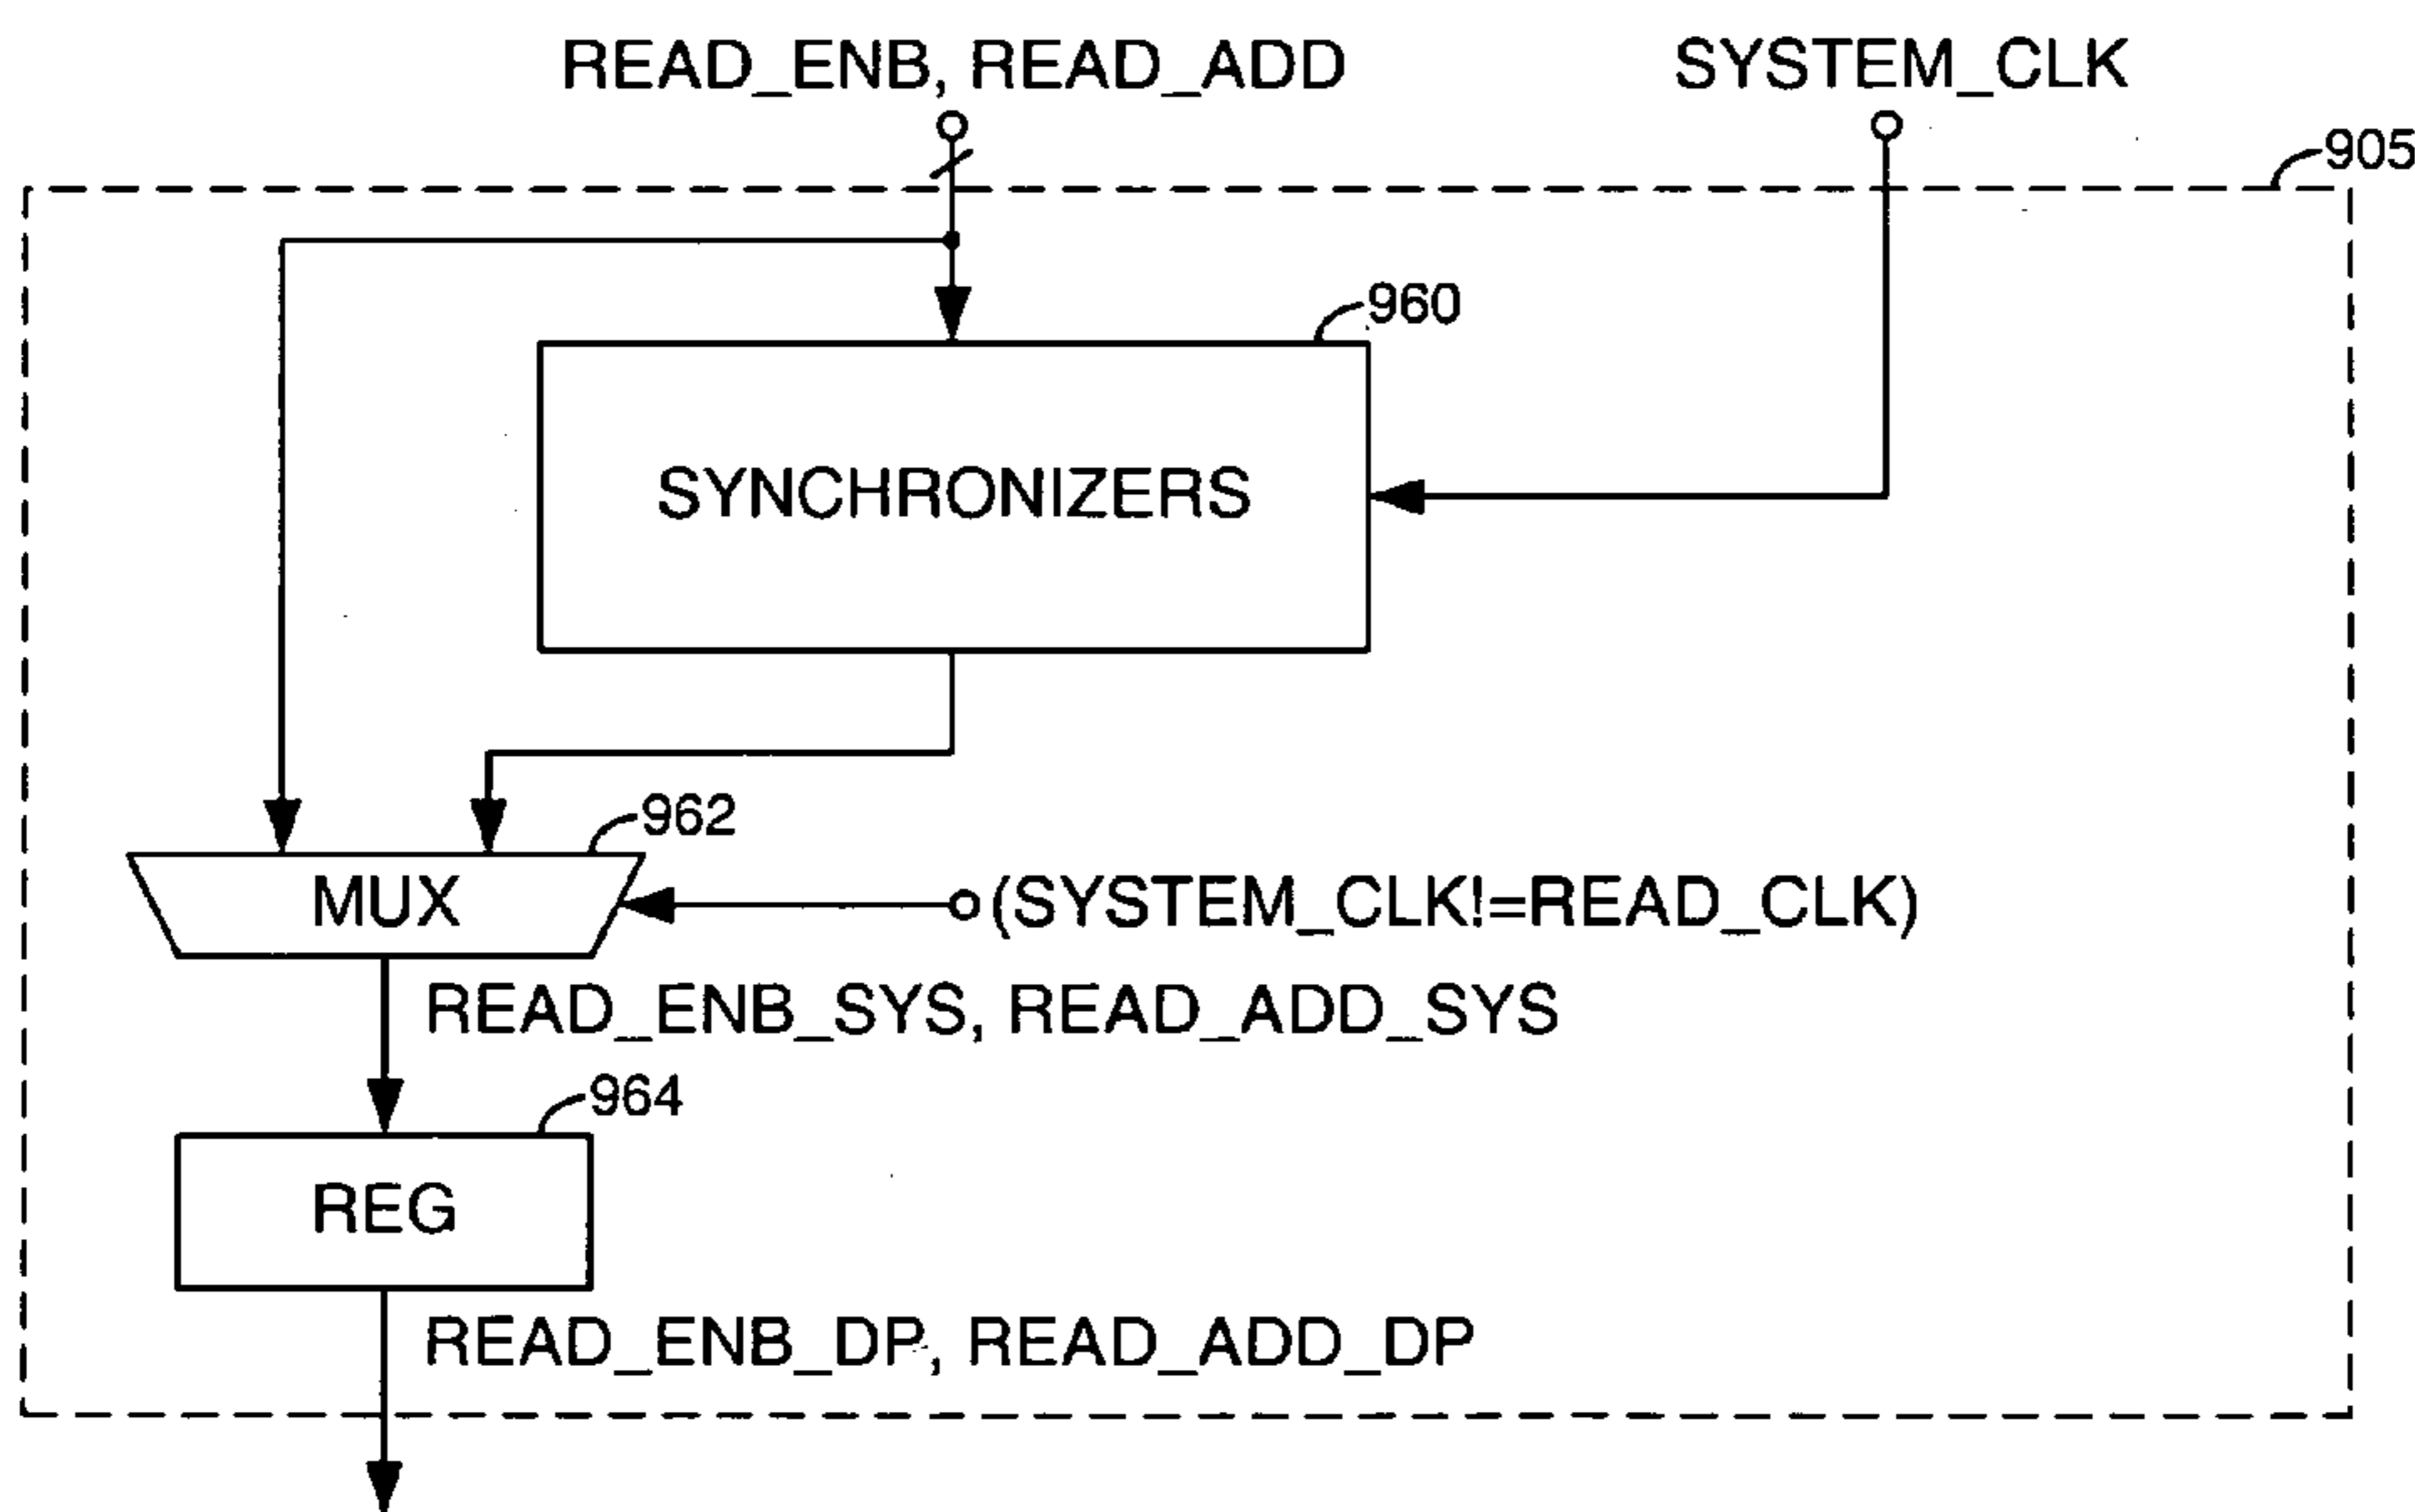 READ_ENB, READ_ADD
SYSTEM_CLK
905
960
SYNCHRONIZERS
962
MUX
(SYSTEM_CLK!=READ_CLK)
READ_ENB_SYS, READ_ADD_SYS
964
REG
READ_ENB_DP, READ_ADD_DP